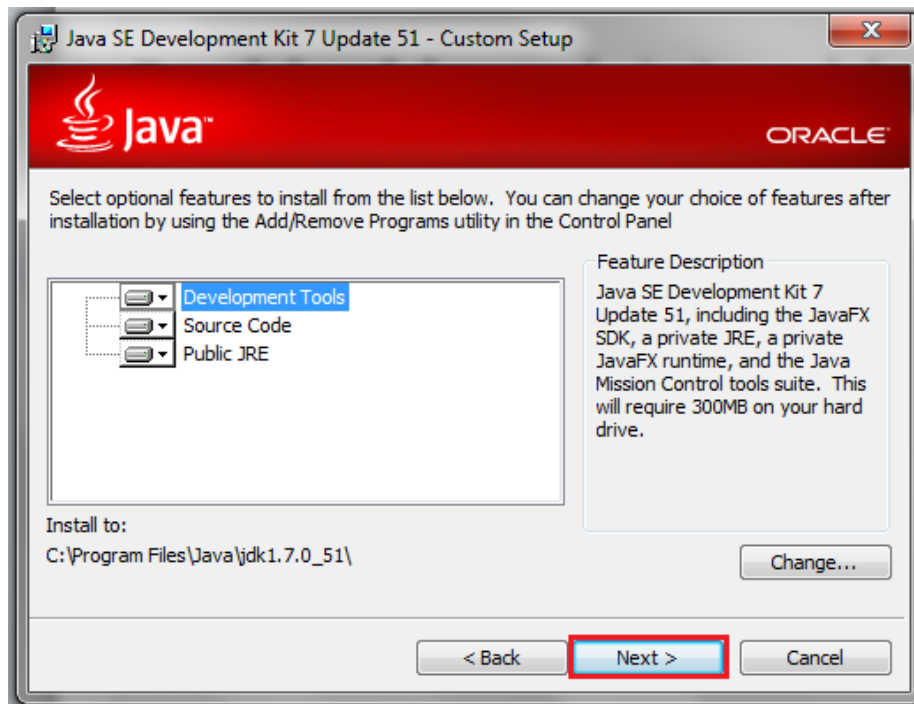 Java SE Development Kit 7 Update 51 - Custom Setup
Java™
ORACLE®
Select optional features to install from the list below.  You can change your choice of features after
installation by using the Add/Remove Programs utility in the Control Panel
Development Tools
Source Code
Public JRE
Feature Description
Java SE Development Kit 7
Update 51, including the JavaFX
SDK, a private JRE, a private
JavaFX runtime, and the Java
Mission Control tools suite.  This
will require 300MB on your hard
drive.
Install to:
C:\Program Files\Java\jdk1.7.0_51\
Change...
< Back
Next >
Cancel